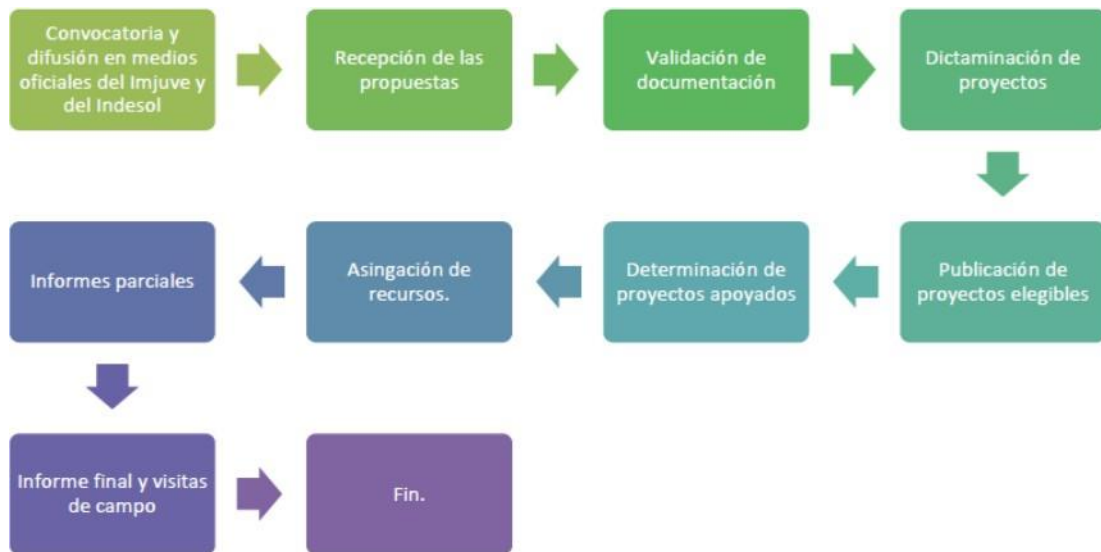 Convocatoria y
difusión en medios
oficiales del Imjuve y
del Indesol
Recepción de las
propuestas
Validación de
documentación
Dictaminación de
proyectos
Publicación de
proyectos elegibles
Determinación de
proyectos apoyados
Asingación de
recursos.
Informes parciales
Informe final y visitas
de campo
Fin.